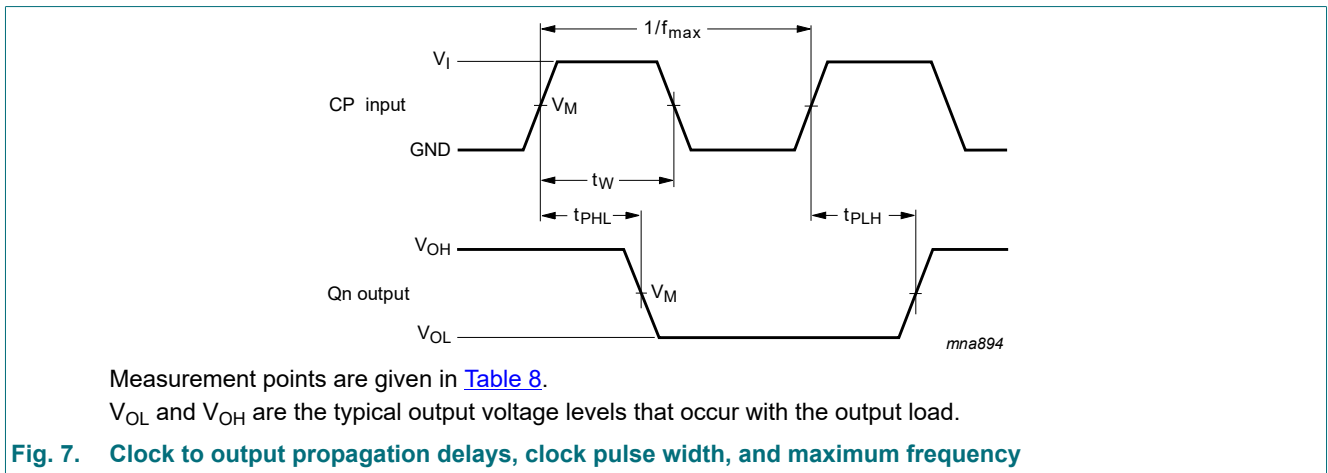 1/fmax
VI
CP input
VM
GND
tW
tPHL
tPLH
VOH
Qn output
VM
VOL
mna894
Measurement points are given in Table 8.
VOL and VOH are the typical output voltage levels that occur with the output load.
Fig. 7. Clock to output propagation delays, clock pulse width, and maximum frequency